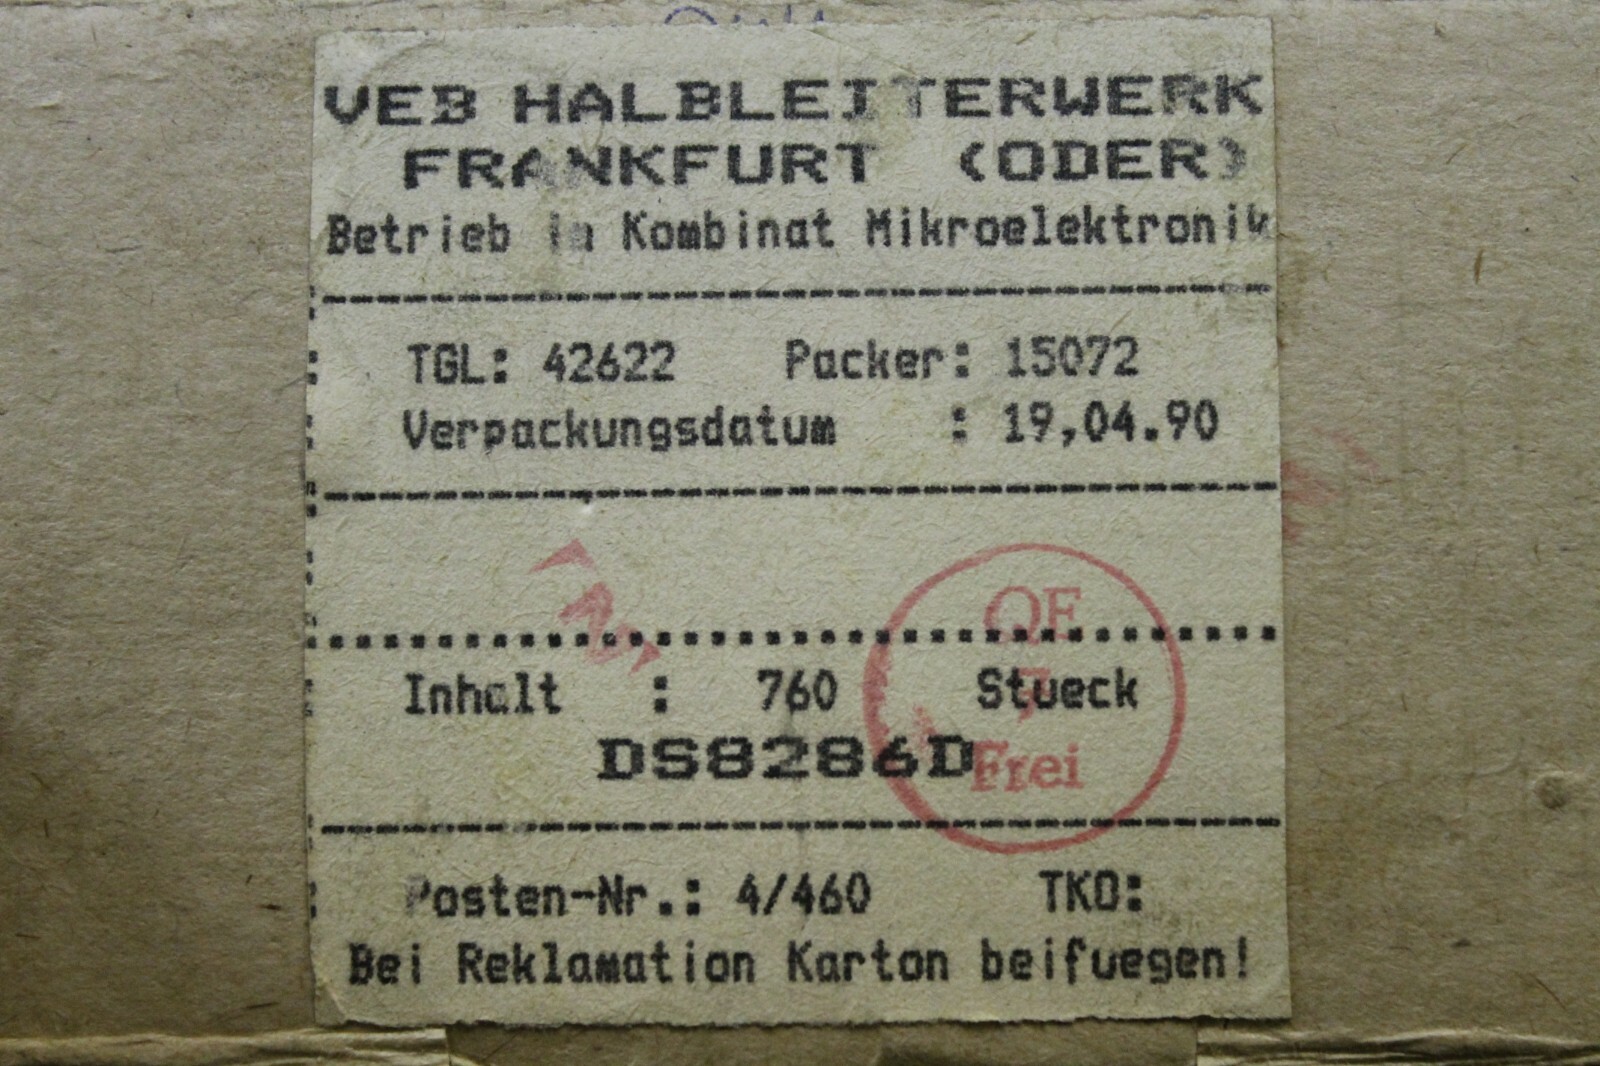 VEB HALBLEITERWERK
FRANKFURT (ODER)
Betrieb im Kombinat Mikroelektronik
TGL: 42622 Packer: 15072
Verpackungsdatum : 19,04.90
QE
Inhalt : 760 Stueck
DS8286D
Frei
Posten-Nr.: 4/460 TKO:
Bei Reklamation Karton beifuegen!